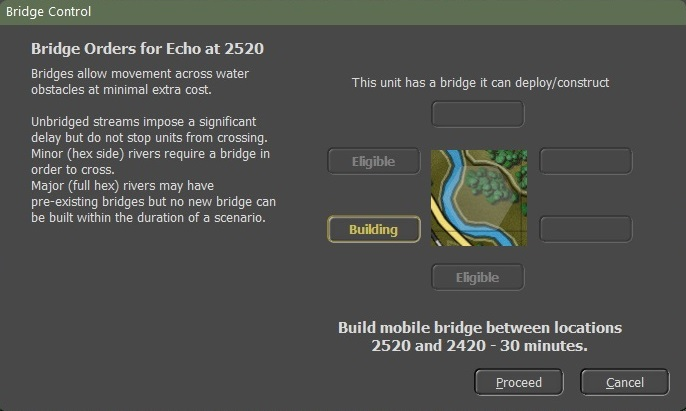 Bridge Control
Bridge Orders for Echo at 2520
Bridges allow movement across water
obstacles at minimal extra cost.
Unbridged streams impose a significant
delay but do not stop units from crossing.
Minor (hex side) rivers require a bridge in
order to cross.
Major (full hex) rivers may have
pre-existing bridges but no new bridge can
be built within the duration of a scenario.
This unit has a bridge it can deploy/construct
Eligible
Building
Eligible
Build mobile bridge between locations
2520 and 2420 - 30 minutes.
Proceed
Cancel